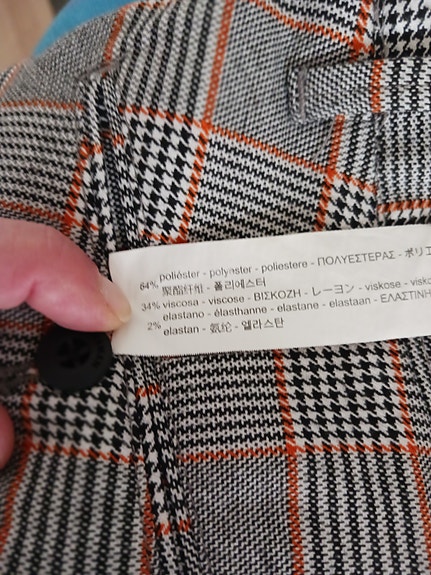 64% poliéster - polyester - poliestere - ΠΟΛΥΕΣΤΕΡΑΣ - ポリエ
聚酯纤维 - 폴리에스터
34% viscosa - viscose - ΒΙΣΚΟΖΗ - レーヨン - viskose - visko
2% elastano - élasthanne - elastane - elastaan - ΕΛΑΣΤΙΝΗ
elastan - 氨纶 - 엘라스탄